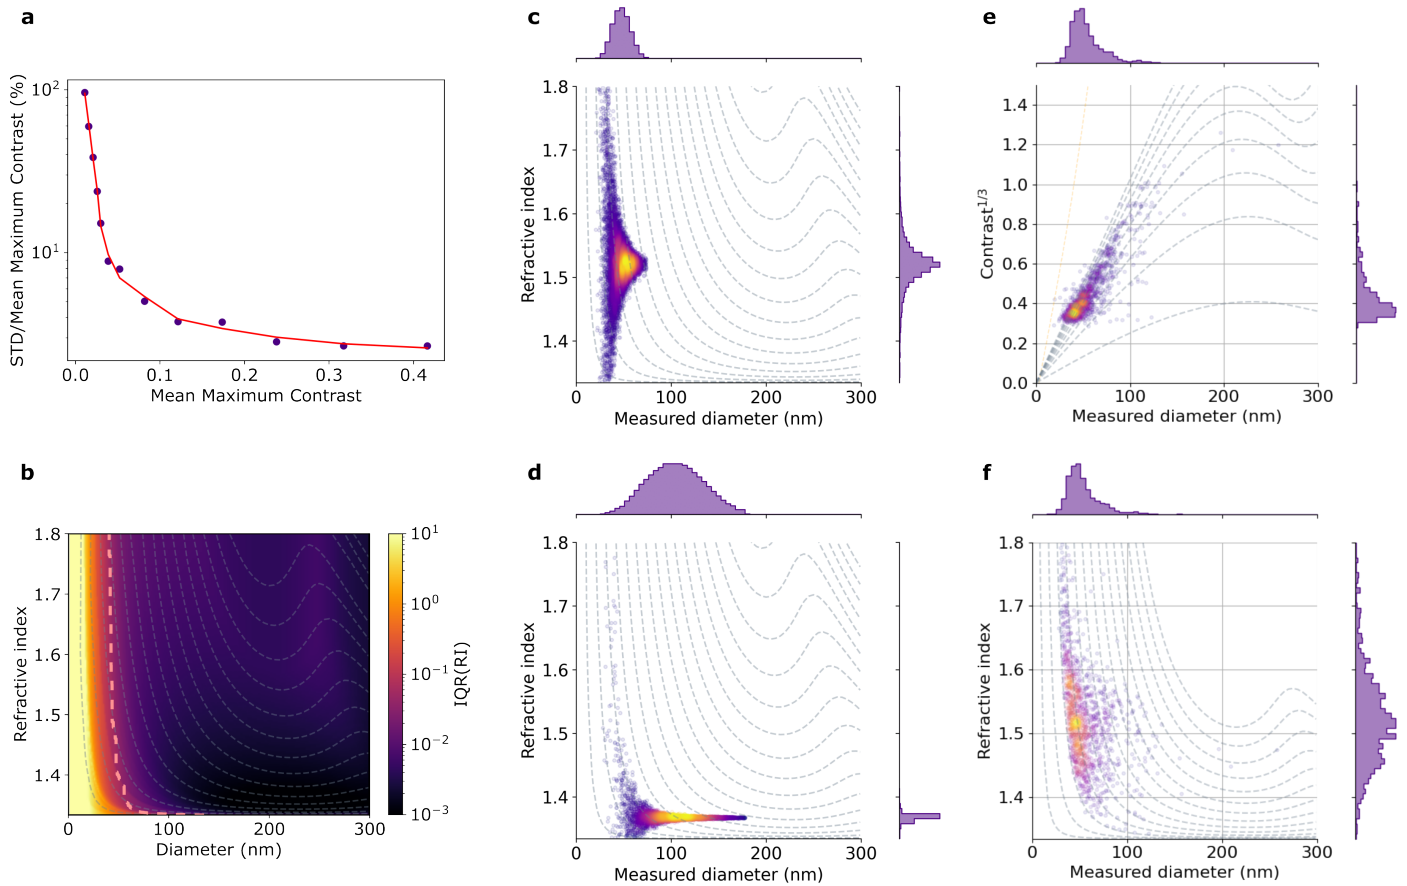 a
STD/Mean Maximum Contrast (%)
10²
10¹
0.0 0.1 0.2 0.3 0.4
Mean Maximum Contrast
c
Refractive index
1.8
1.7
1.6
1.5
1.4
0 100 200 300
Measured diameter (nm)
e
Contrast¹/³
1.4
1.2
1.0
0.8
0.6
0.4
0.2
0.0
0 100 200 300
Measured diameter (nm)
b
Refractive index
1.8
1.7
1.6
1.5
1.4
0 100 200 300
Diameter (nm)
10¹
10⁰
10⁻¹
10⁻²
10⁻³
IQR(RI)
d
Refractive index
1.8
1.7
1.6
1.5
1.4
0 100 200 300
Measured diameter (nm)
f
Refractive index
1.8
1.7
1.6
1.5
1.4
0 100 200 300
Measured diameter (nm)